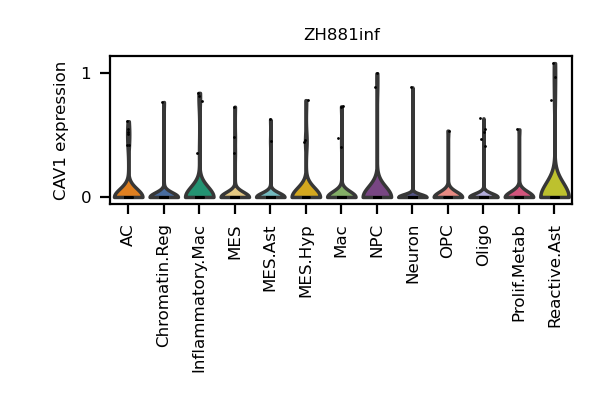 ZH881inf
CAV1 expression
1
0
AC
Chromatin.Reg
Inflammatory.Mac
MES
MES.Ast
MES.Hyp
Mac
NPC
Neuron
OPC
Oligo
Prolif.Metab
Reactive.Ast